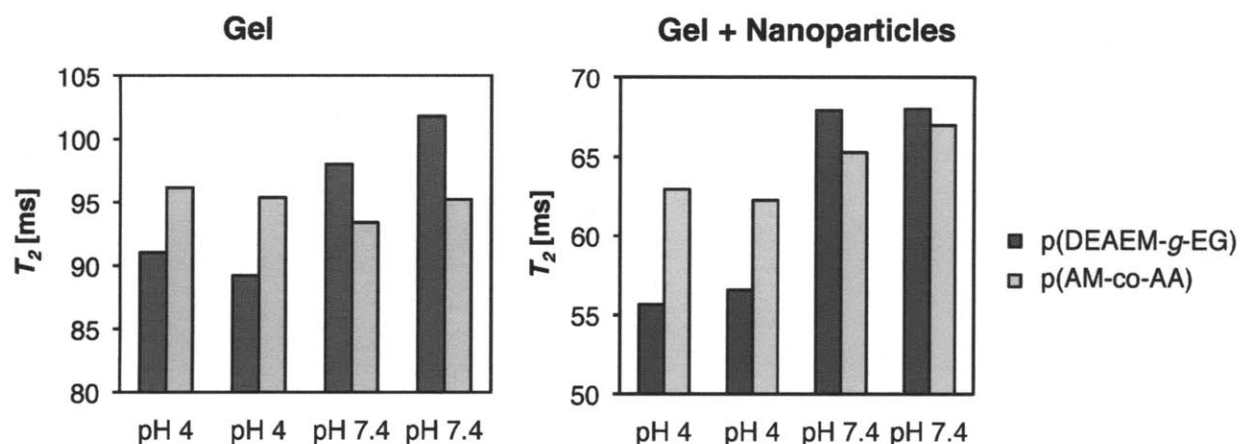 Gel
105
100
95
90
85
80
T2 [ms]
pH 4 pH 4 pH 7.4 pH 7.4
Gel + Nanoparticles
70
65
60
55
50
T2 [ms]
pH 4 pH 4 pH 7.4 pH 7.4
p(DEAEM-g-EG)
p(AM-co-AA)